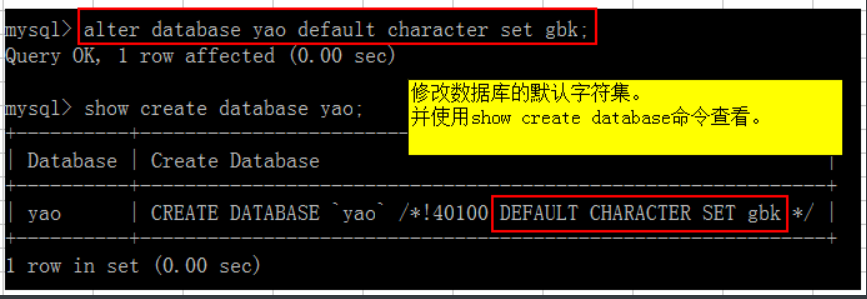 mysql> alter database yao default character set gbk;
Query OK, 1 row affected (0.00 sec)
修改数据库的默认字符集。
并使用show create database命令查看。
mysql> show create database yao;
| Database | Create Database |
| yao | CREATE DATABASE `yao` /*!40100 DEFAULT CHARACTER SET gbk */ |
1 row in set (0.00 sec)